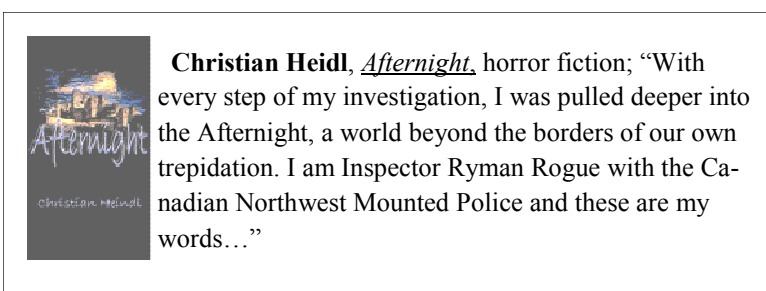 Afternight
Christian Heindl
Christian Heidl, Afternight, horror fiction; “With
every step of my investigation, I was pulled deeper into
the Afternight, a world beyond the borders of our own
trepidation. I am Inspector Ryman Rogue with the Ca-
nadian Northwest Mounted Police and these are my
words…”